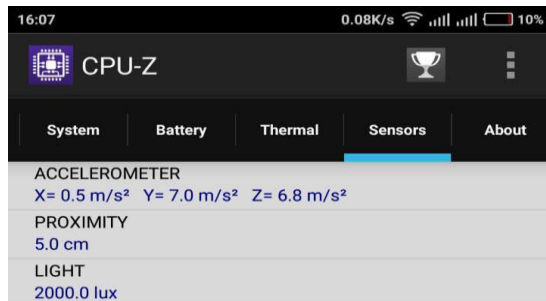 16:07 0.08K/s 10%
CPU-Z
System Battery Thermal Sensors About
ACCELEROMETER
X= 0.5 m/s² Y= 7.0 m/s² Z= 6.8 m/s²
PROXIMITY
5.0 cm
LIGHT
2000.0 lux